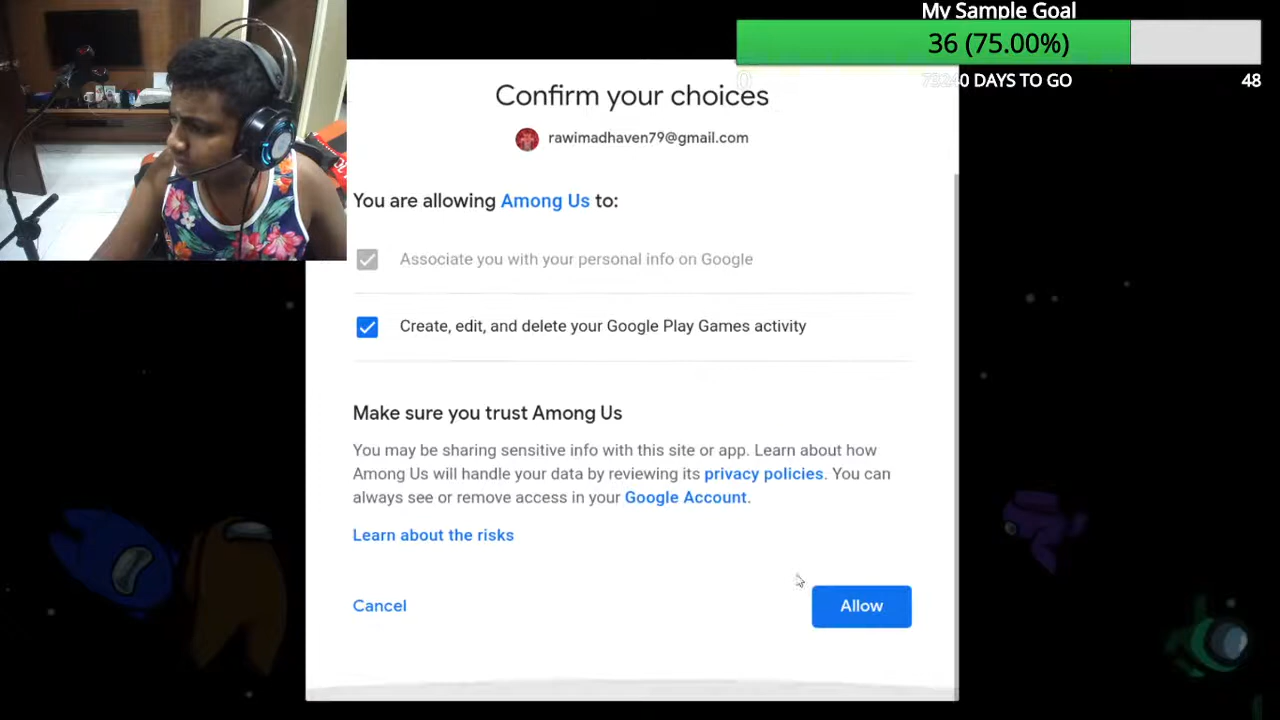 My Sample Goal
36 (75.00%)
0
DAYS TO GO
48
Confirm your choices
rawimadhaven79@gmail.com
You are allowing Among Us to:
Associate you with your personal info on Google
Create, edit, and delete your Google Play Games activity
Make sure you trust Among Us
You may be sharing sensitive info with this site or app. Learn about how
Among Us will handle your data by reviewing its privacy policies. You can
always see or remove access in your Google Account.
Learn about the risks
Cancel
Allow